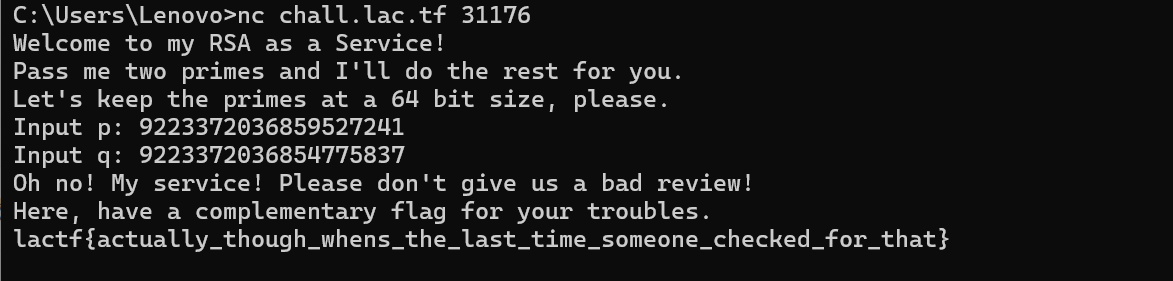 C:\Users\Lenovo>nc chall.lac.tf 31176
Welcome to my RSA as a Service!
Pass me two primes and I'll do the rest for you.
Let's keep the primes at a 64 bit size, please.
Input p: 9223372036859527241
Input q: 9223372036854775837
Oh no! My service! Please don't give us a bad review!
Here, have a complementary flag for your troubles.
lactf{actually_though_whens_the_last_time_someone_checked_for_that}